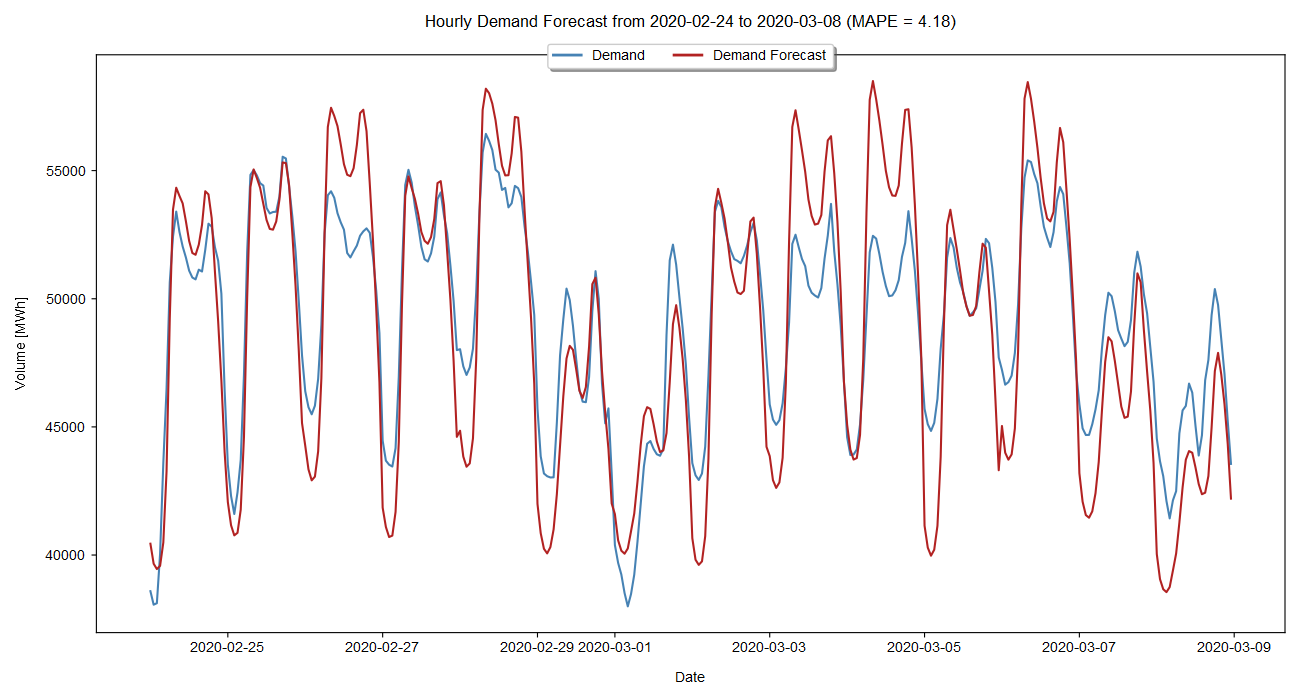 Hourly Demand Forecast from 2020-02-24 to 2020-03-08 (MAPE = 4.18)
Demand Demand Forecast
55000
50000
45000
40000
Volume [MWh]
2020-02-25 2020-02-27 2020-02-29 2020-03-01 2020-03-03 2020-03-05 2020-03-07 2020-03-09
Date